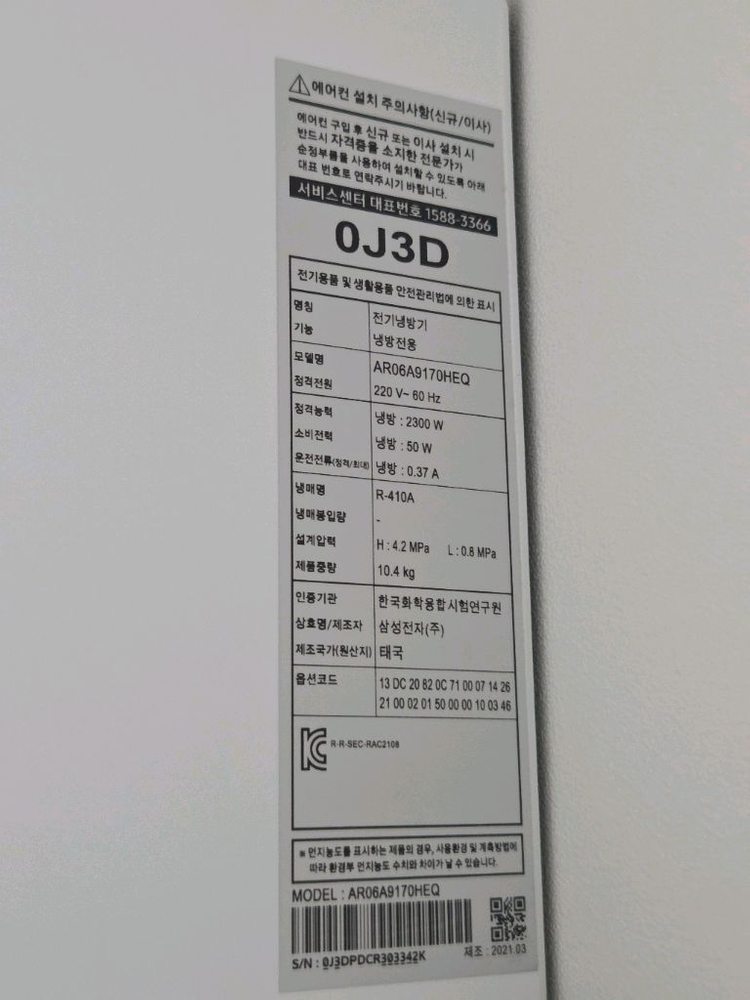 에어컨 설치 주의사항(신규/이사)
에어컨 구입 후 신규 또는 이사 설치 시
반드시 자격증을 소지한 전문가가
순정부품을 사용하여 설치할 수 있도록 아래
대표 번호로 연락주시기 바랍니다.
서비스센터 대표번호 1588-3366
0J3D
전기용품 및 생활용품 안전관리법에 의한 표시
명칭 전기냉방기
기능 냉방전용
모델명 AR06A9170HEQ
정격전원 220 V~ 60 Hz
정격능력 냉방 : 2300 W
소비전력 냉방 : 50 W
운전전류(정격/최대) 냉방 : 0.37 A
냉매명 R-410A
냉매봉입량 -
설계압력 H : 4.2 MPa L : 0.8 MPa
제품중량 10.4 kg
인증기관 한국화학융합시험연구원
상호명/제조자 삼성전자(주)
제조국가(원산지) 태국
옵션코드 13 DC 20 82 0C 71 00 07 14 26
21 00 02 01 50 00 00 10 03 46
R-R-SEC-RAC2108
※ 먼지농도를 표시하는 제품의 경우, 사용환경 및 계측방법에
따라 환경부 먼지농도 수치와 차이가 날 수 있습니다.
MODEL : AR06A9170HEQ
제조 : 2021.03
S/N : 0J3DPDCR303342K